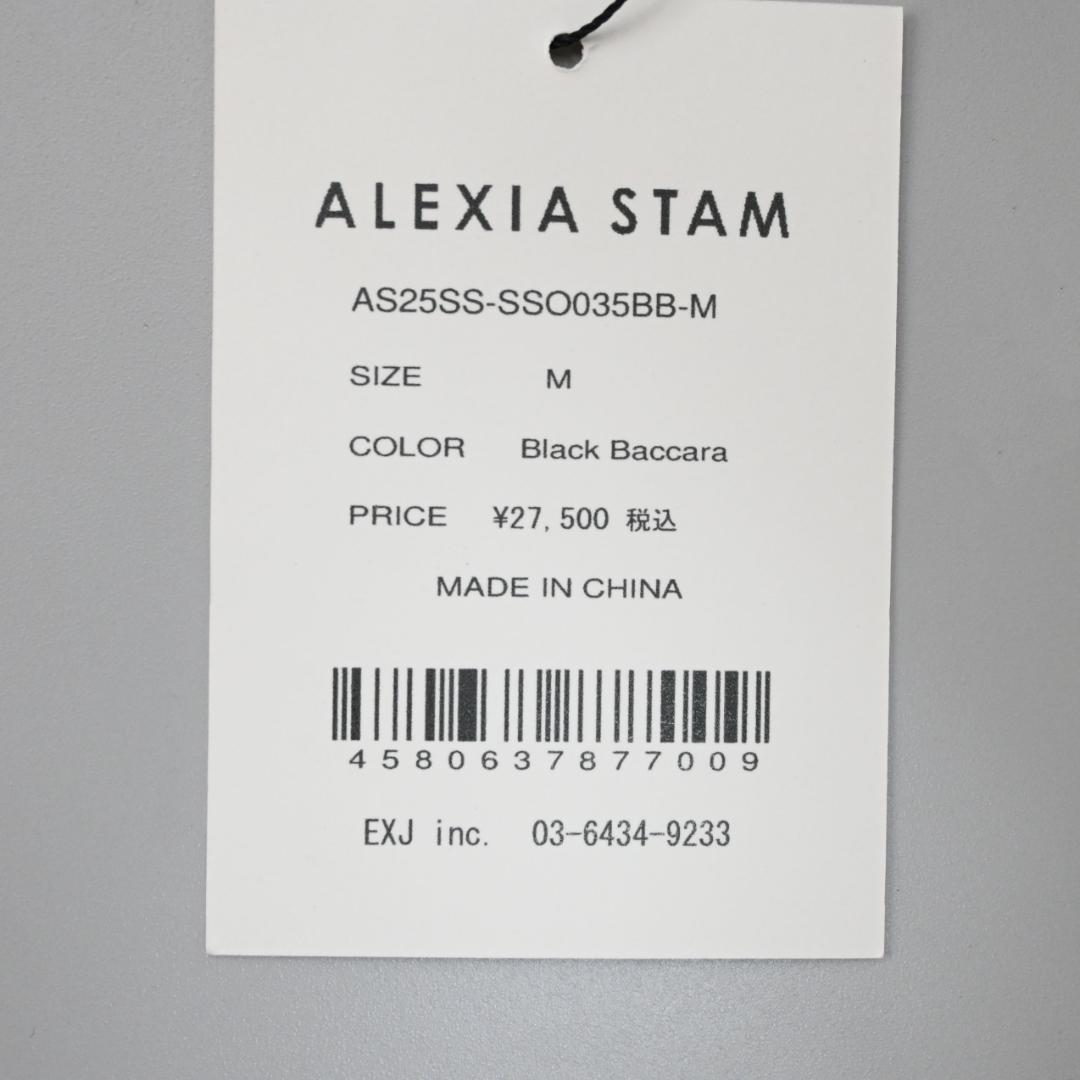 ALEXIA STAM
AS25SS-SSO035BB-M
SIZE M
COLOR Black Baccara
PRICE ¥27,500 税込
MADE IN CHINA
4580637877009
EXJ inc. 03-6434-9233